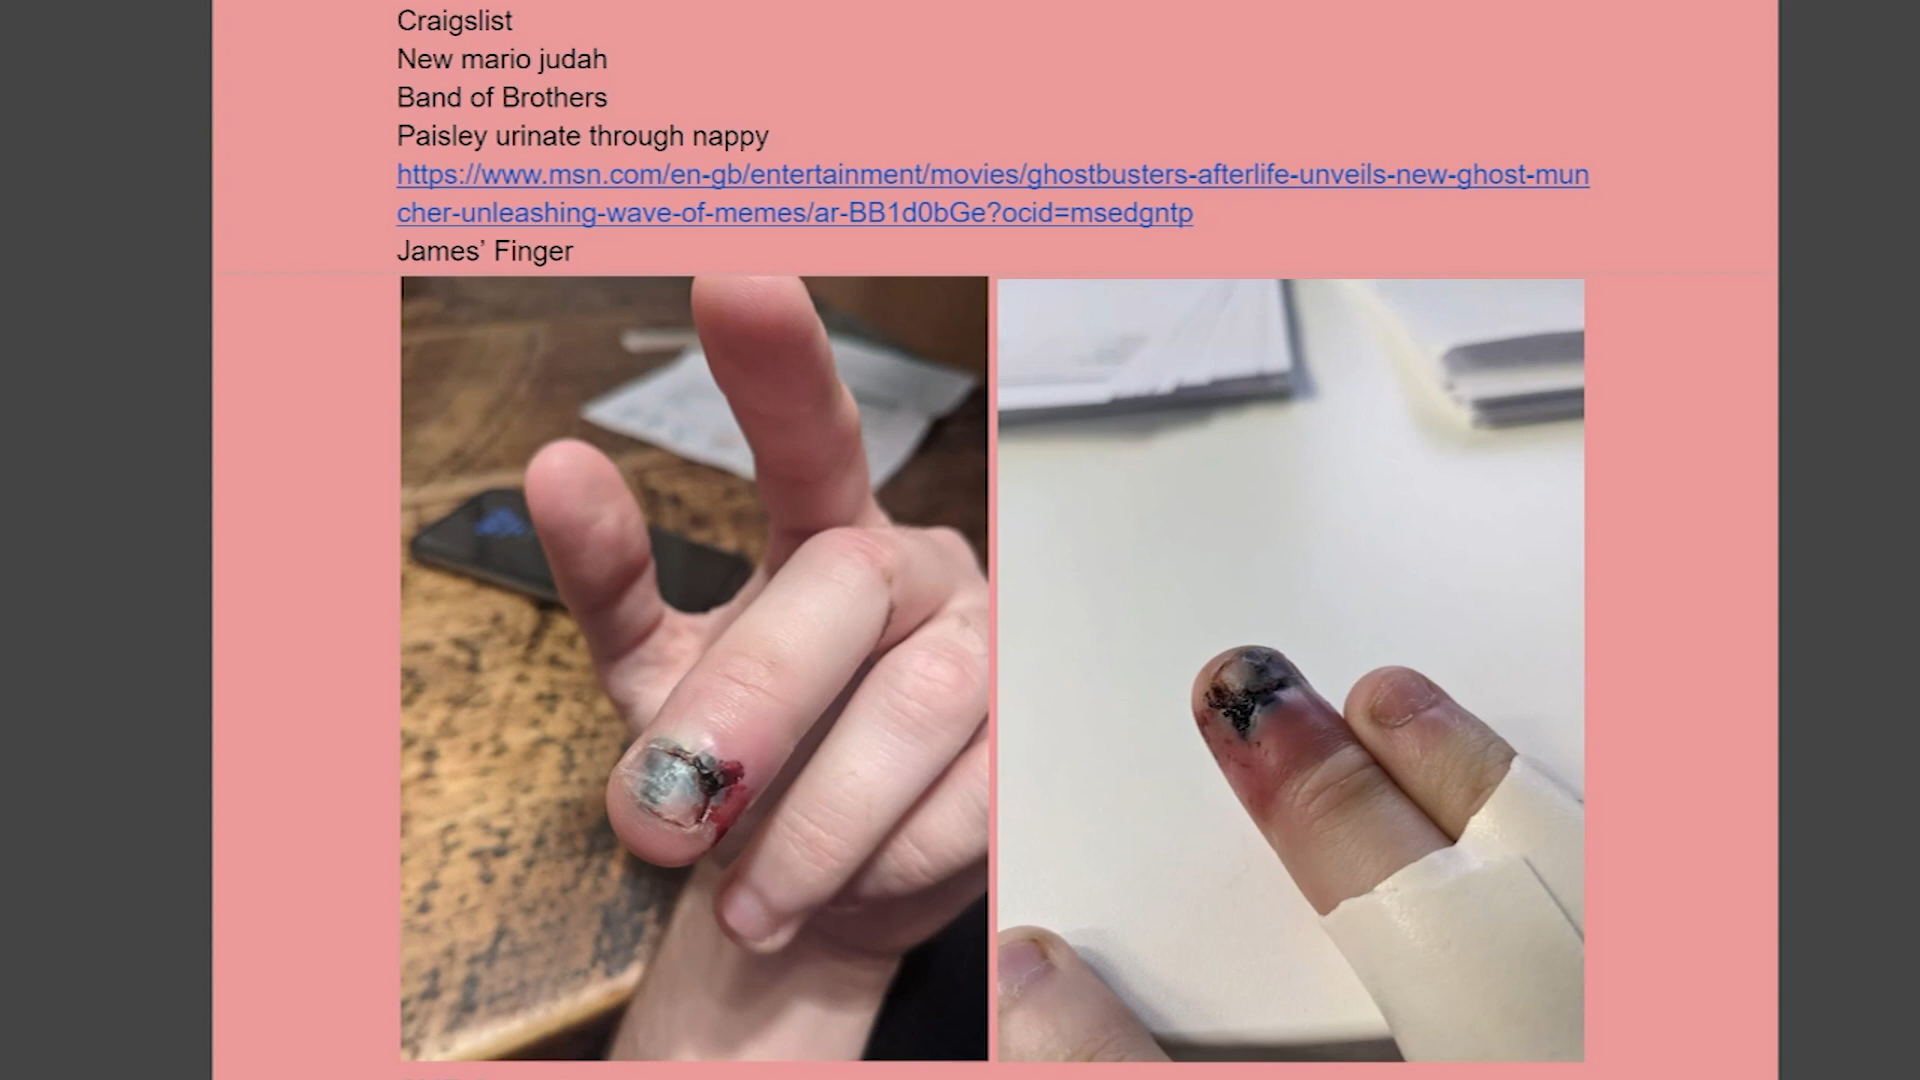 Craigslist
New mario judah
Band of Brothers
Paisley urinate through nappy
https://www.msn.com/en-gb/entertainment/movies/ghostbusters-afterlife-unveils-new-ghost-mun
cher-unleashing-wave-of-memes/ar-BB1d0bGe?ocid=msedgntp
James’ Finger